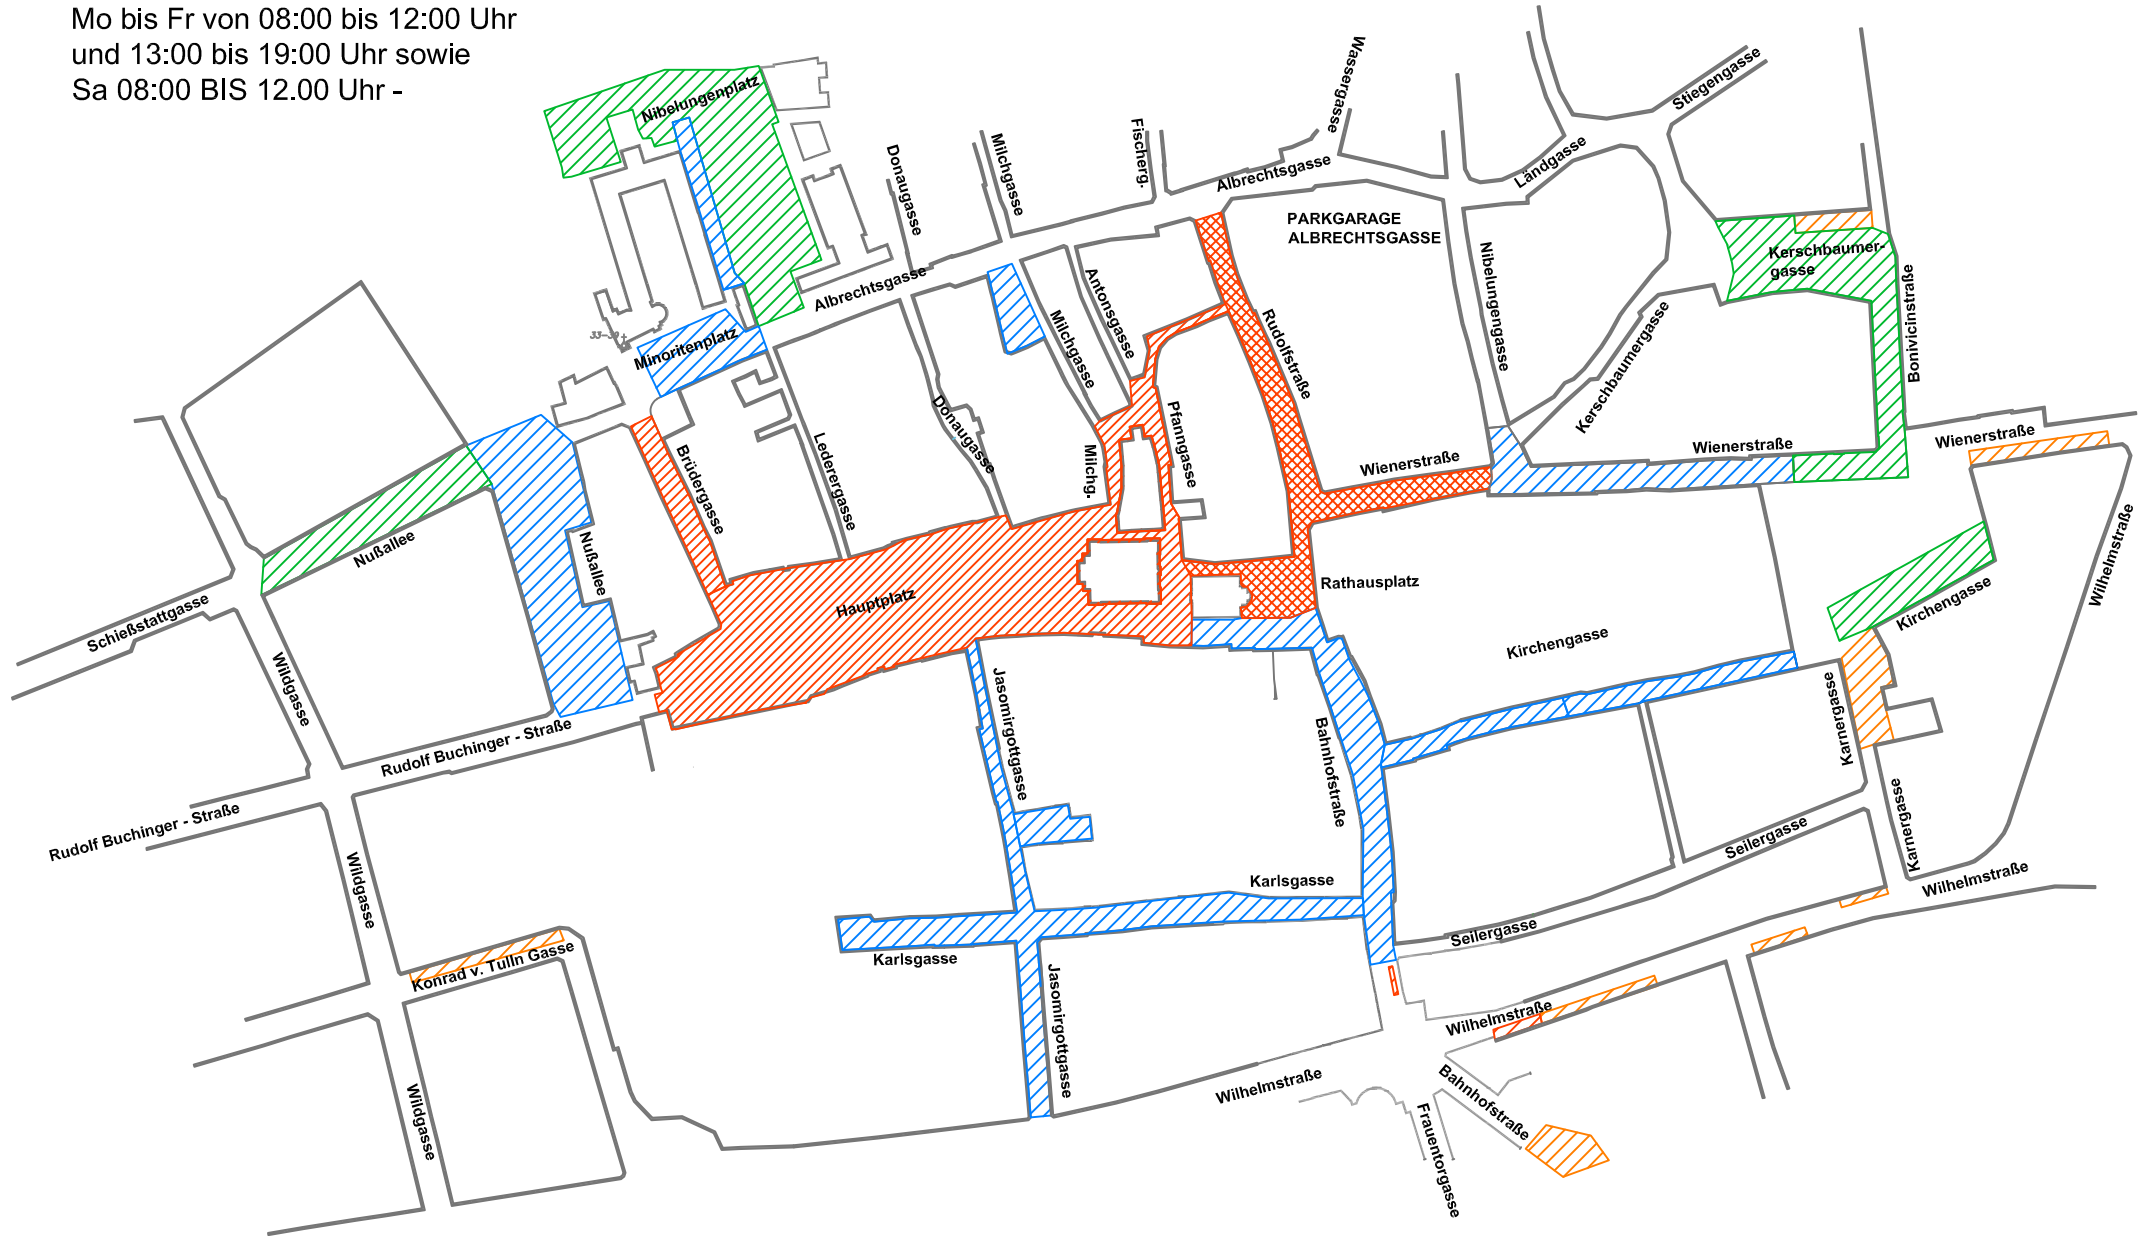 Mo bis Fr von 08:00 bis 12:00 Uhr
und 13:00 bis 19:00 Uhr sowie
Sa 08:00 BIS 12.00 Uhr -
Nibelungenplatz
Wassergasse
Stiegengasse
Donaugasse
Milchgasse
Fischerg.
Albrechtsgasse
Ländgasse
PARKGARAGE
ALBRECHTSGASSE
Kerschbaumer-
gasse
Albrechtsgasse
Antonsgasse
Nibelungengasse
Bonivicinstraße
Minoritenplatz
Milchgasse
Rudolfstraße
Kerschbaumergasse
Donaugasse
Pfanngasse
Brüdergasse
Lederergasse
Milchg.
Wienerstraße
Wienerstraße
Wienerstraße
Nußallee
Nußallee
Hauptplatz
Rathausplatz
Kirchengasse
Wilhelmstraße
Schießstattgasse
Kirchengasse
Wildgasse
Jasomirgottgasse
Bahnhofstraße
Karnergasse
Rudolf Buchinger - Straße
Rudolf Buchinger - Straße
Karnergasse
Seilergasse
Wildgasse
Karlsgasse
Wilhelmstraße
Seilergasse
Karlsgasse
Konrad v. Tulln Gasse
Jasomirgottgasse
Wilhelmstraße
Wilhelmstraße
Bahnhofstraße
Wildgasse
Frauentorgasse